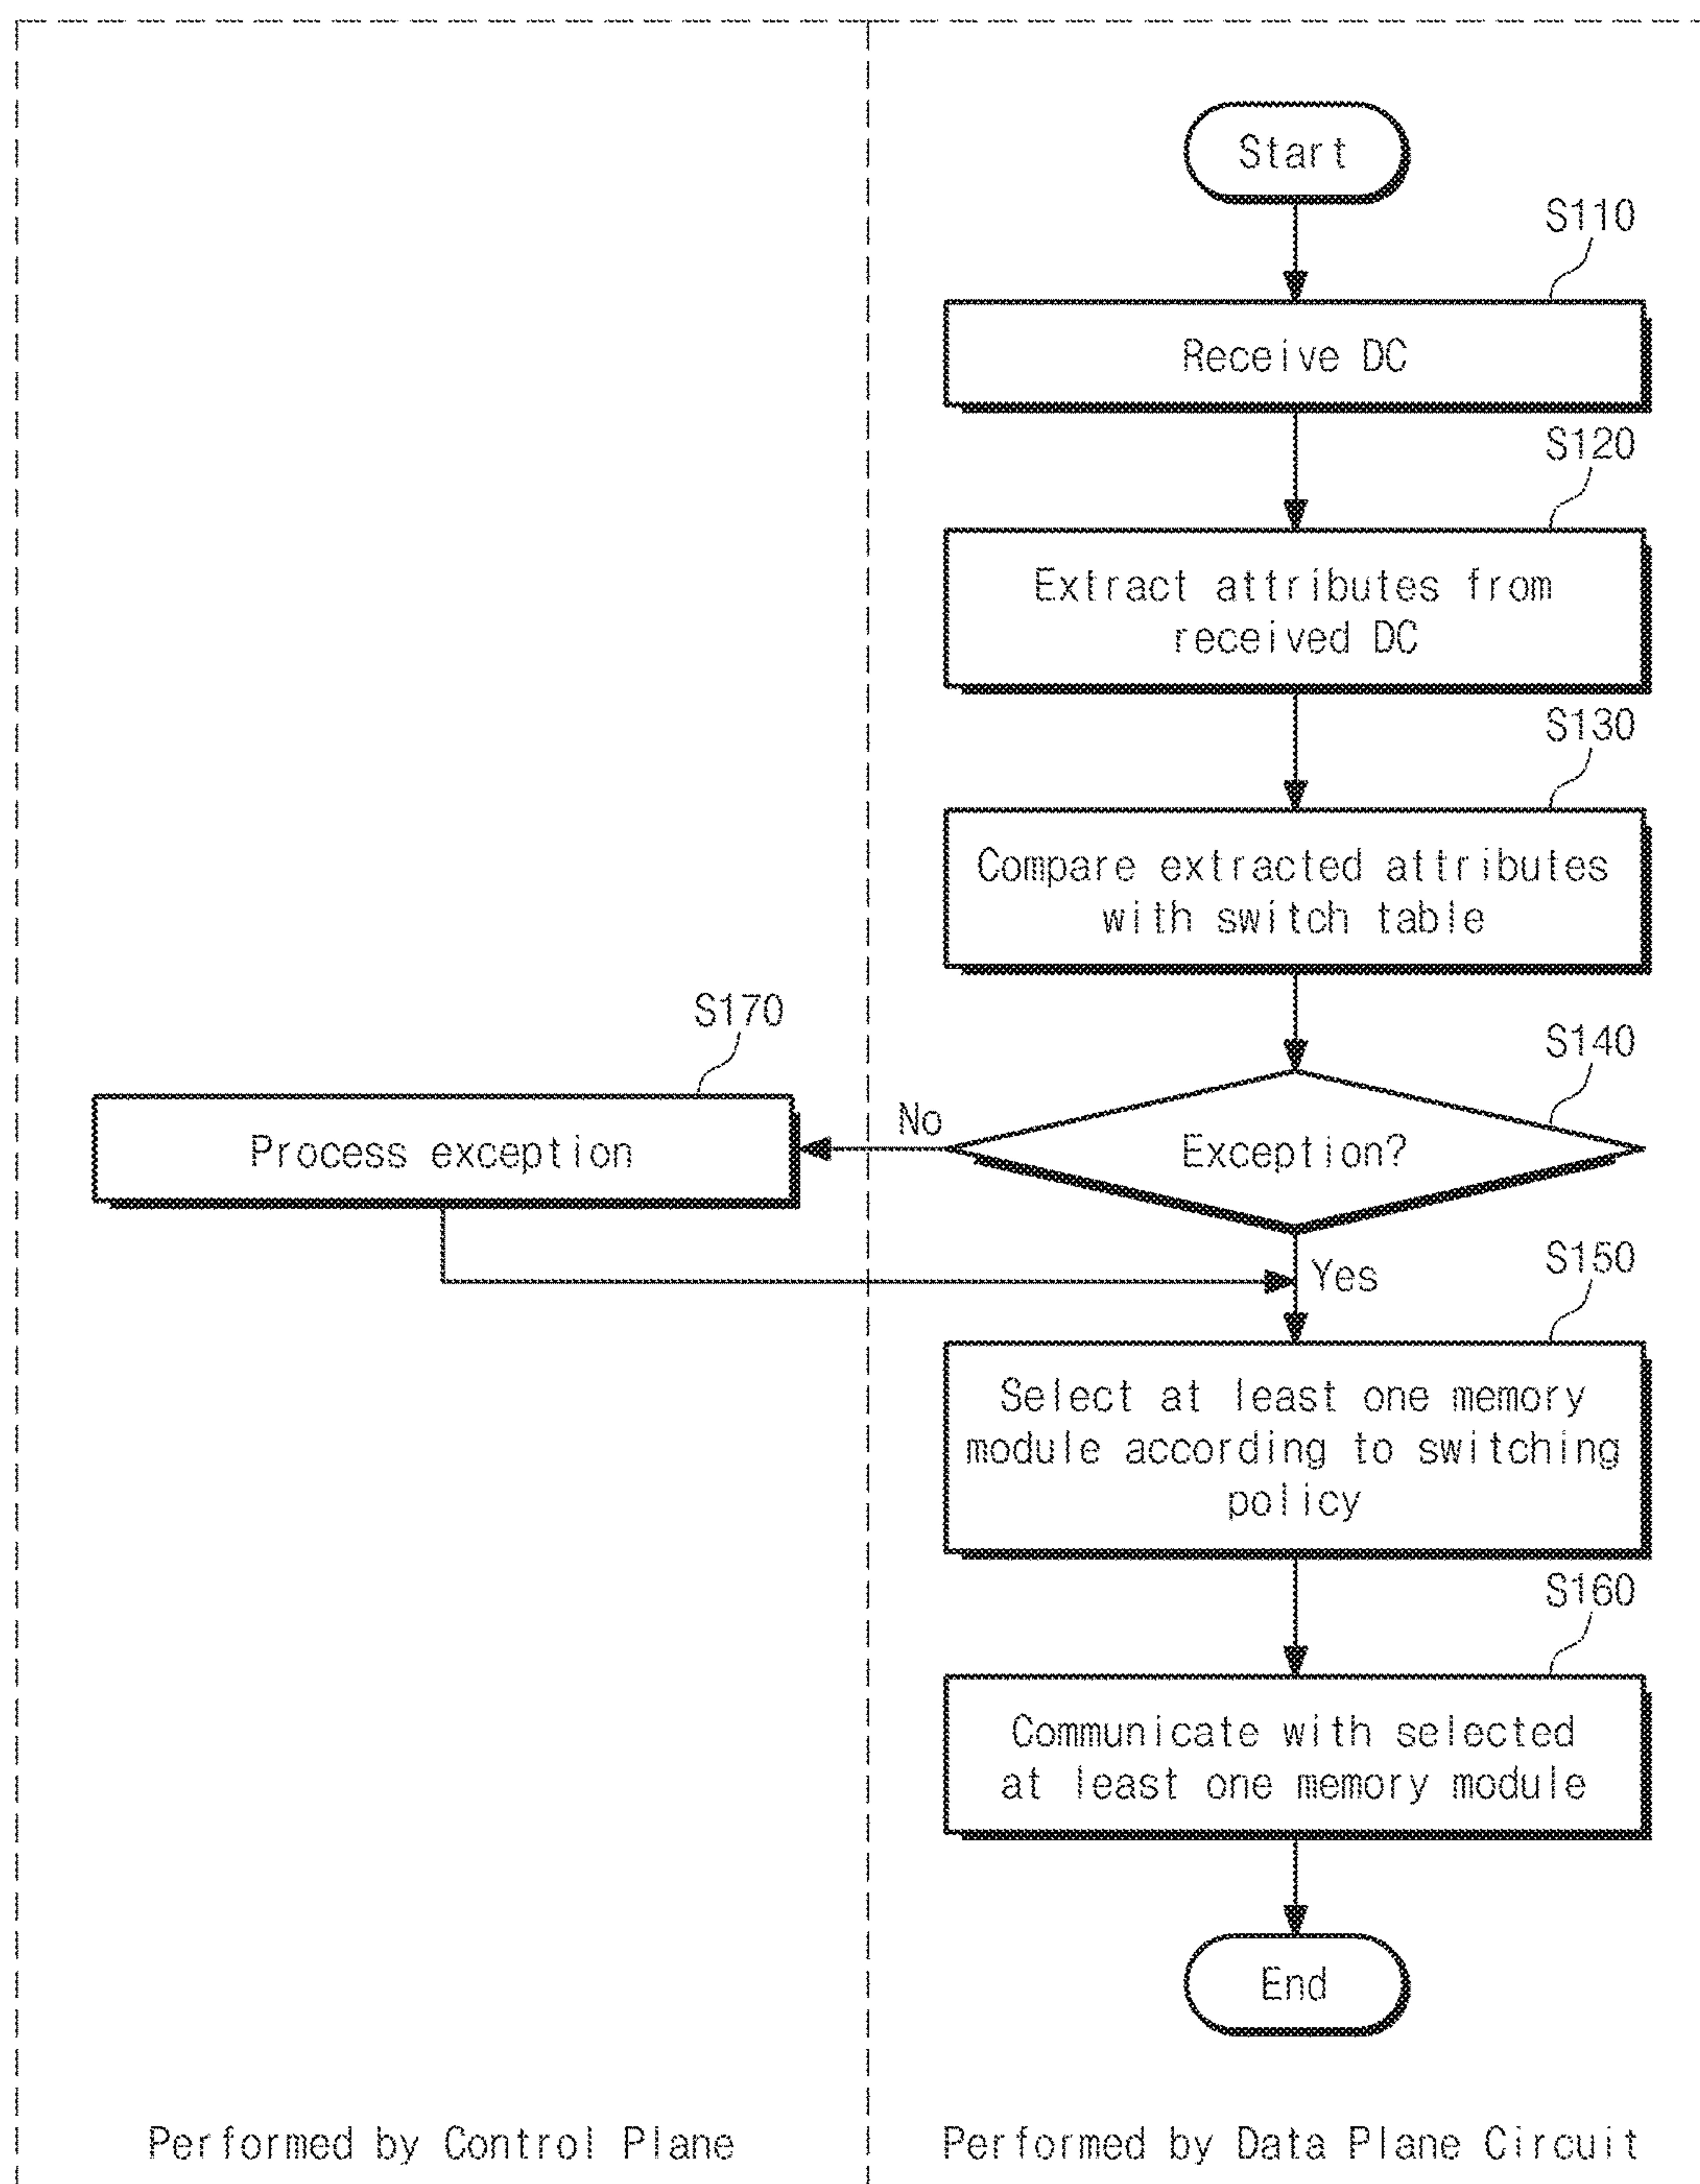 Start
S110
Receive DC
S120
Extract attributes from
received DC
S130
Compare extracted attributes
with switch table
S140
Exception?
No
S170
Process exception
Yes
S150
Select at least one memory
module according to switching
policy
S160
Communicate with selected
at least one memory module
End
Performed by Control Plane
Performed by Data Plane Circuit